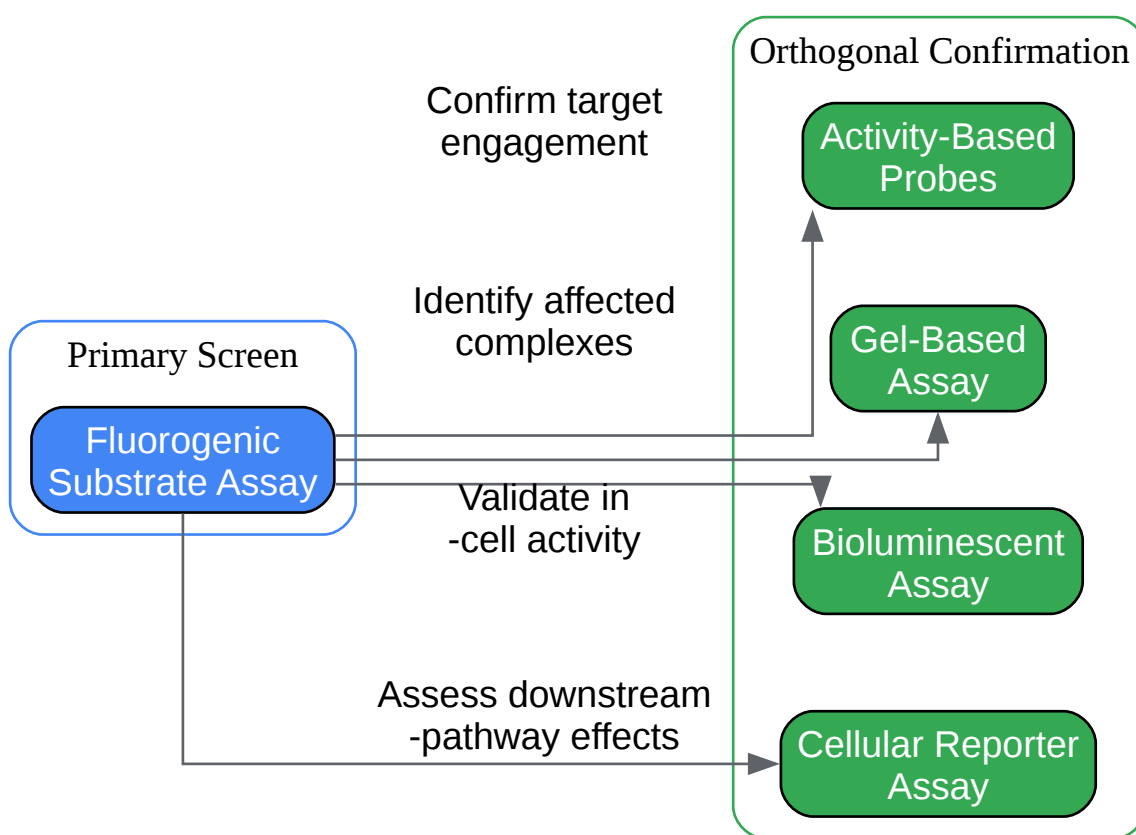 Orthogonal Confirmation
Confirm target
engagement
Activity-Based
Probes
Identify affected
complexes
Gel-Based
Assay
Primary Screen
Fluorogenic
Substrate Assay
Validate in
-cell activity
Bioluminescent
Assay
Assess downstream
-pathway effects
Cellular Reporter
Assay